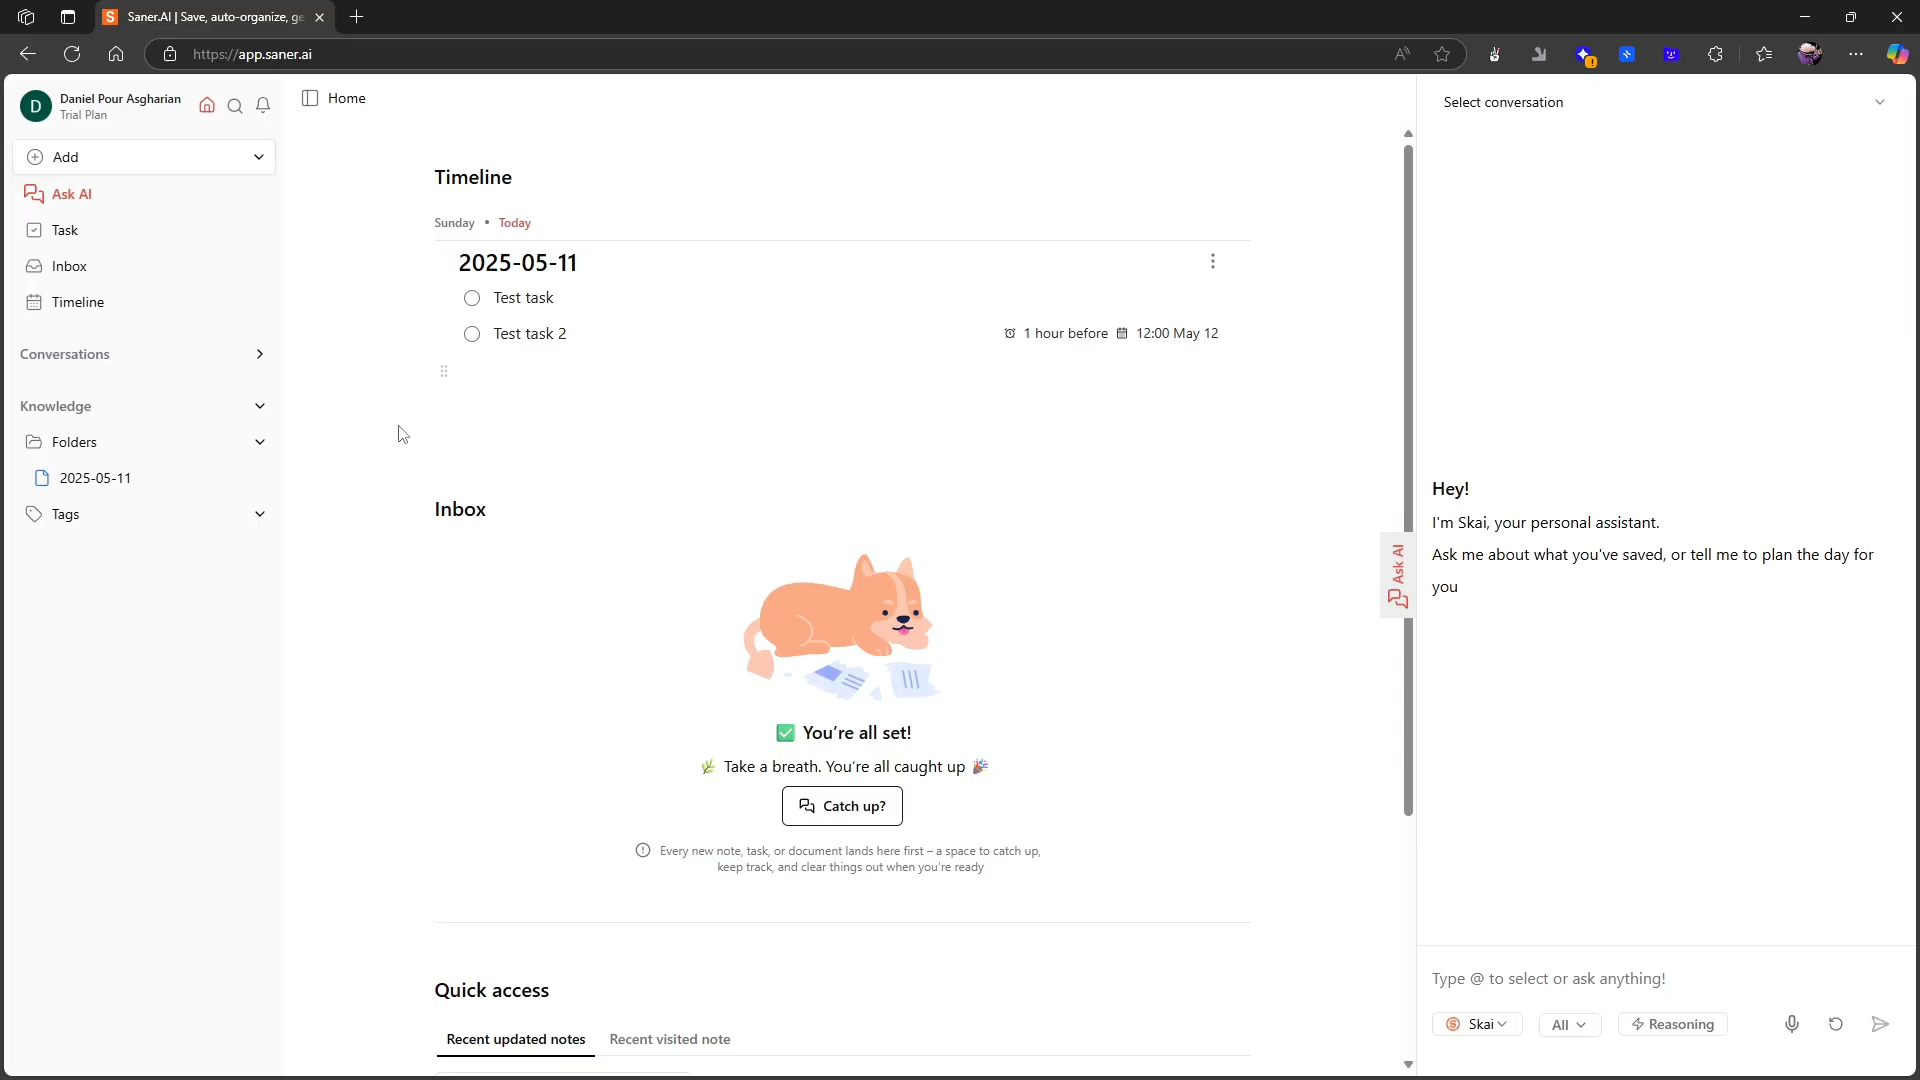 Saner.AI | Save, auto-organize, ge
https://app.saner.ai
D
Daniel Pour Asgharian
Trial Plan
Add
Ask AI
Task
Inbox
Timeline
Conversations
Knowledge
Folders
2025-05-11
Tags
Home
Timeline
Sunday • Today
2025-05-11
Test task
Test task 2
1 hour before
12:00 May 12
Inbox
✅ You're all set!
🌿 Take a breath. You're all caught up 🎉
Catch up?
Every new note, task, or document lands here first – a space to catch up,
keep track, and clear things out when you're ready
Quick access
Recent updated notes
Recent visited note
Ask AI
Select conversation
Hey!
I'm Skai, your personal assistant.
Ask me about what you've saved, or tell me to plan the day for
you
Type @ to select or ask anything!
Skai
All
Reasoning